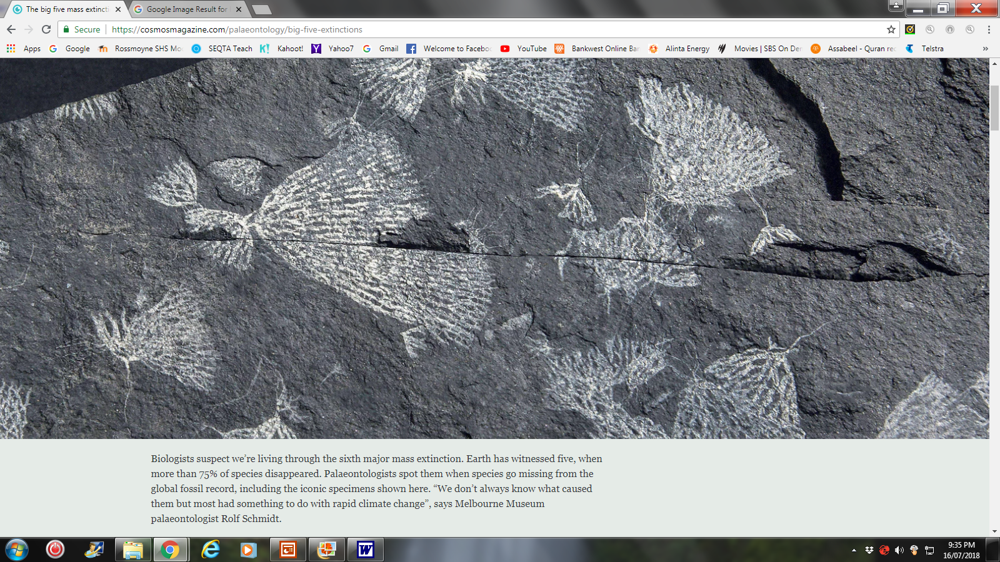 The big five mass extincti
Google Image Result for
Secure
https://cosmosmagazine.com/palaeontology/big-five-extinctions
Apps Google Rossmoyne SHS Mo SEQTA Teach Kahoot! Yahoo7 Gmail Welcome to Faceboo YouTube Bankwest Online Ban Alinta Energy Movies | SBS On Den Assabeel - Quran rec Telstra »
Biologists suspect we’re living through the sixth major mass extinction. Earth has witnessed five, when
more than 75% of species disappeared. Palaeontologists spot them when species go missing from the
global fossil record, including the iconic specimens shown here. “We don’t always know what caused
them but most had something to do with rapid climate change”, says Melbourne Museum
palaeontologist Rolf Schmidt.
9:35 PM
16/07/2018